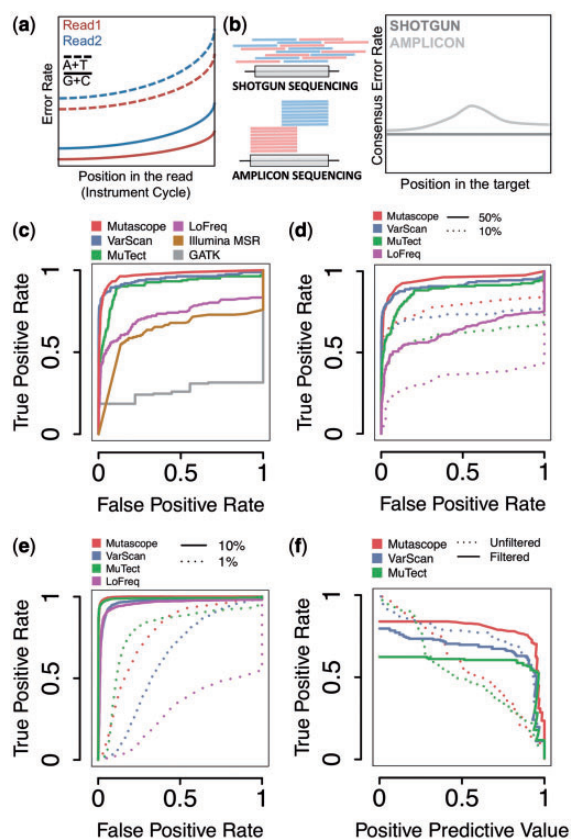 (a)
Read1
Read2
A+T
G+C
Error Rate
Position in the read
(Instrument Cycle)
(b)
SHOTGUN SEQUENCING
AMPLICON SEQUENCING
SHOTGUN
AMPLICON
Consensus Error Rate
Position in the target
(c)
Mutascope
VarScan
MuTect
LoFreq
Illumina MSR
GATK
True Positive Rate
0 0.5 1
0 0.5 1
False Positive Rate
(d)
Mutascope
VarScan
MuTect
LoFreq
50%
10%
True Positive Rate
0 0.5 1
0 0.5 1
False Positive Rate
(e)
Mutascope
VarScan
MuTect
LoFreq
10%
1%
True Positive Rate
0 0.5 1
0 0.5 1
False Positive Rate
(f)
Mutascope
VarScan
MuTect
Unfiltered
Filtered
True Positive Rate
0 0.5 1
0 0.5 1
Positive Predictive Value